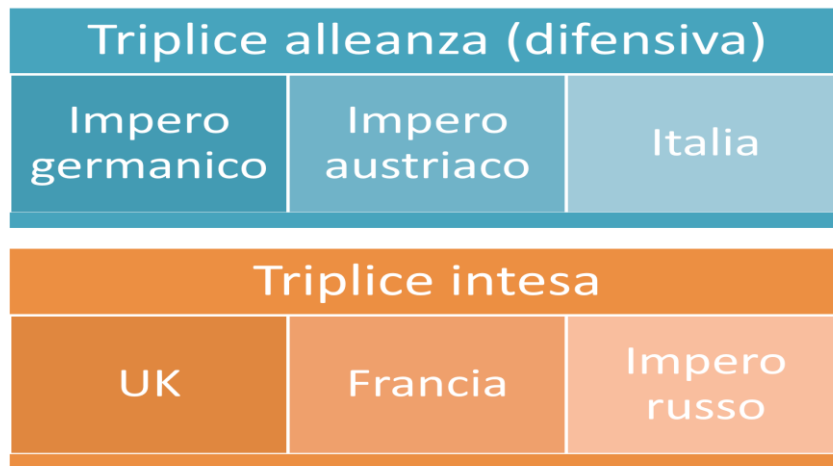 Triplice alleanza (difensiva)
Impero
germanico
Impero
austriaco
Italia
Triplice intesa
UK
Francia
Impero
russo